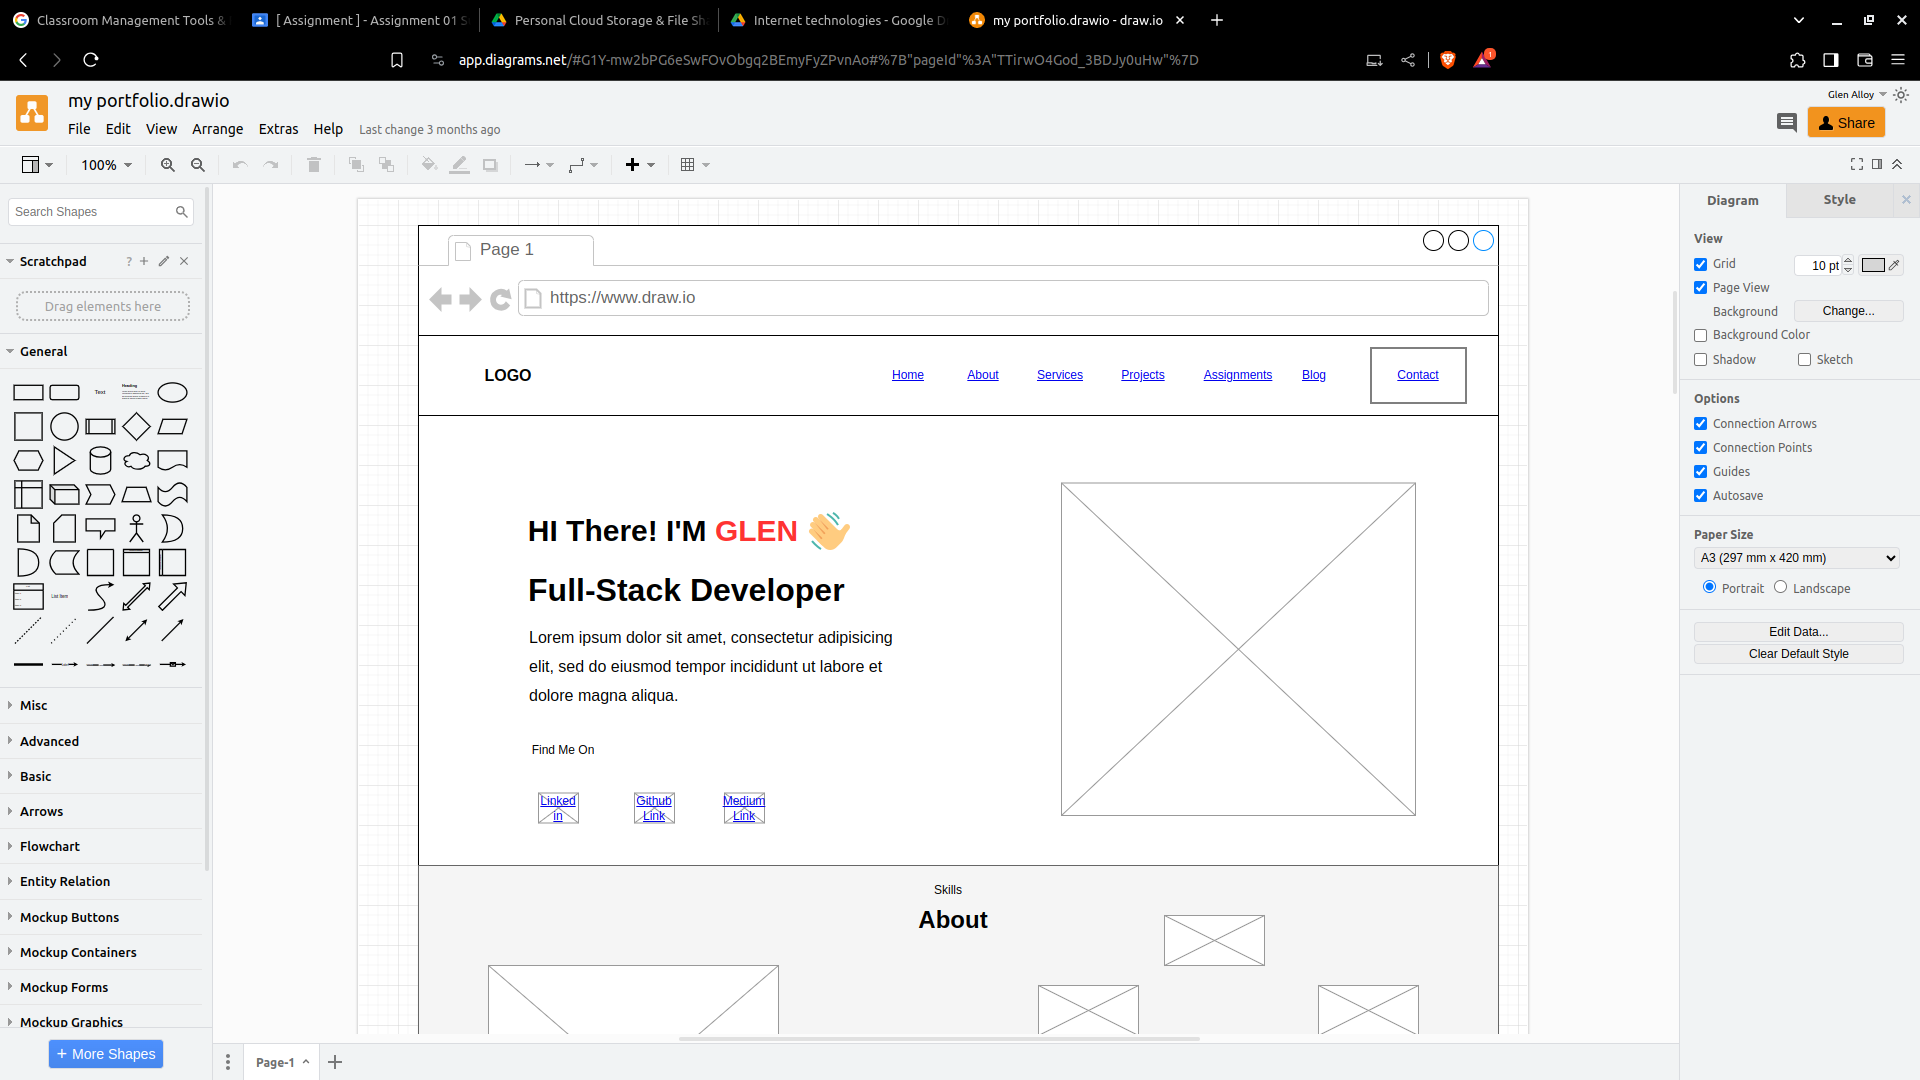 Classroom Management Tools &
[ Assignment ] - Assignment 01 S
Personal Cloud Storage & File Sh
Internet technologies - Google D
my portfolio.drawio - draw.io
app.diagrams.net/#G1Y-mw2bPG6eSwFOvObgq2BEmyFyZPvnAo#%7B"pageId"%3A"TTirwO4God_3BDJy0uHw"%7D
1
my portfolio.drawio
Glen Alloy
File Edit View Arrange Extras Help Last change 3 months ago
Share
100%
Search Shapes
Scratchpad
?
Drag elements here
General
Text
Heading
List Item
Misc
Advanced
Basic
Arrows
Flowchart
Entity Relation
Mockup Buttons
Mockup Containers
Mockup Forms
Mockup Graphics
+ More Shapes
Page 1
https://www.draw.io
LOGO
Home About Services Projects Assignments Blog Contact
HI There! I'M GLEN 👋
Full-Stack Developer
Lorem ipsum dolor sit amet, consectetur adipisicing
elit, sed do eiusmod tempor incididunt ut labore et
dolore magna aliqua.
Find Me On
Linked
in
Github
Link
Medium
Link
Skills
About
Page-1
Diagram Style
View
Grid 10 pt
Page View
Background Change...
Background Color
Shadow Sketch
Options
Connection Arrows
Connection Points
Guides
Autosave
Paper Size
A3 (297 mm x 420 mm)
Portrait Landscape
Edit Data...
Clear Default Style